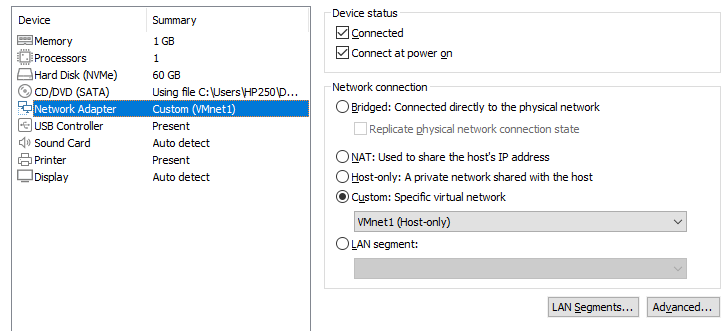 Device Summary
Memory 1 GB
Processors 1
Hard Disk (NVMe) 60 GB
CD/DVD (SATA) Using file C:\Users\HP250\D...
Network Adapter Custom (VMnet1)
USB Controller Present
Sound Card Auto detect
Printer Present
Display Auto detect
Device status
Connected
Connect at power on
Network connection
Bridged: Connected directly to the physical network
Replicate physical network connection state
NAT: Used to share the host's IP address
Host-only: A private network shared with the host
Custom: Specific virtual network
VMnet1 (Host-only)
LAN segment:
LAN Segments... Advanced...